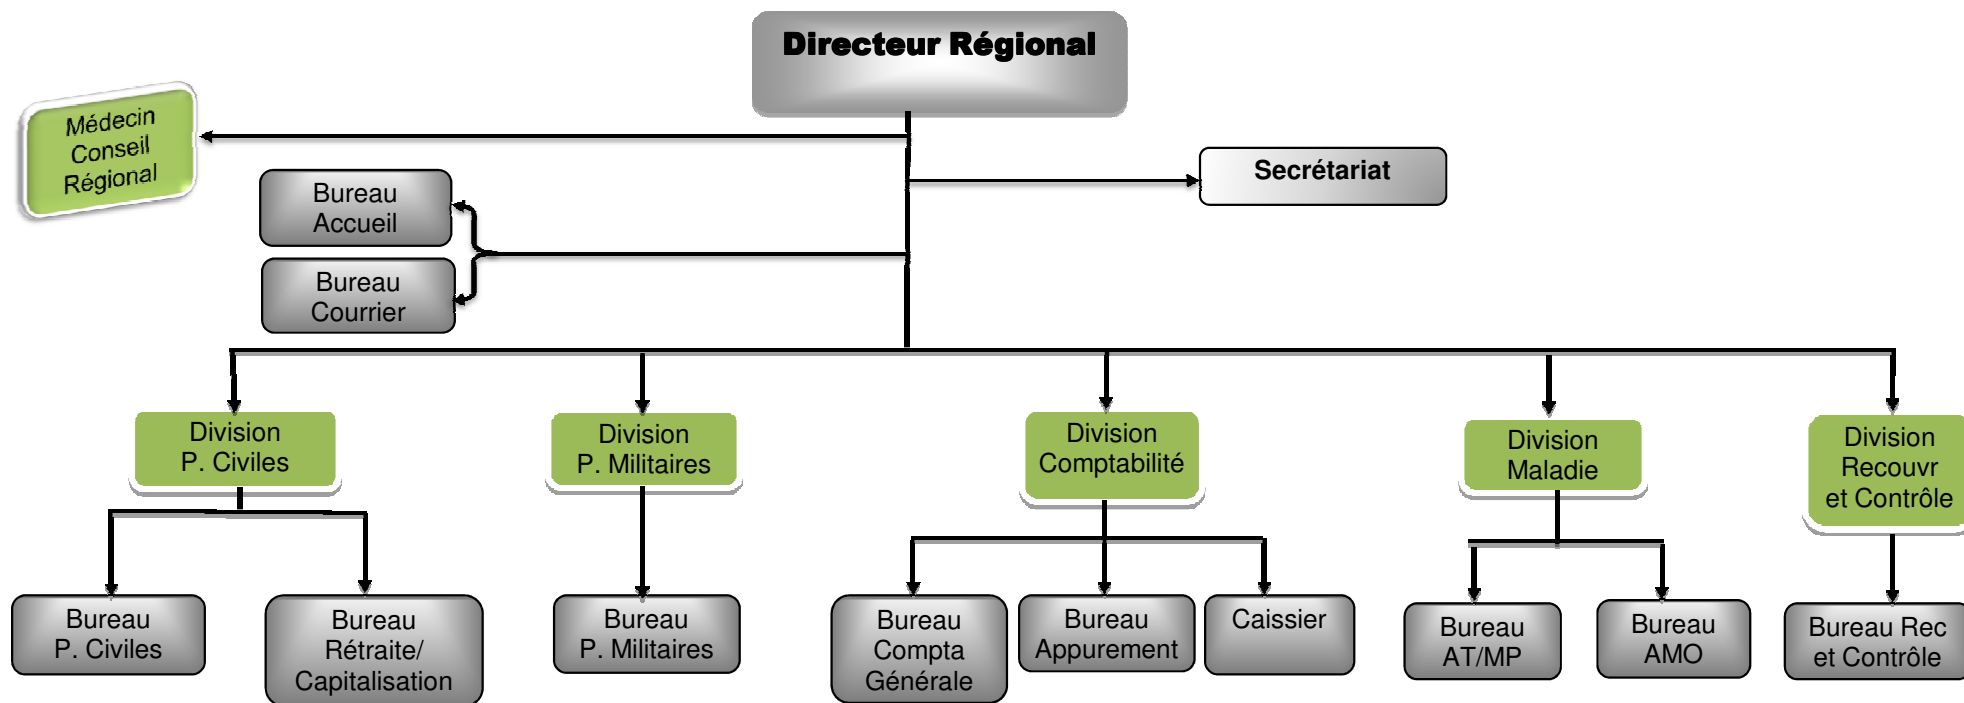 Directeur Régional
Médecin
Conseil
Régional
Secrétariat
Bureau
Accueil
Bureau
Courrier
Division
P. Civiles
Division
P. Militaires
Division
Comptabilité
Division
Maladie
Division
Recouvr
et Contrôle
Bureau
P. Civiles
Bureau
Rétraite/
Capitalisation
Bureau
P. Militaires
Bureau
Compta
Générale
Bureau
Appurement
Caissier
Bureau
AT/MP
Bureau
AMO
Bureau Rec
et Contrôle